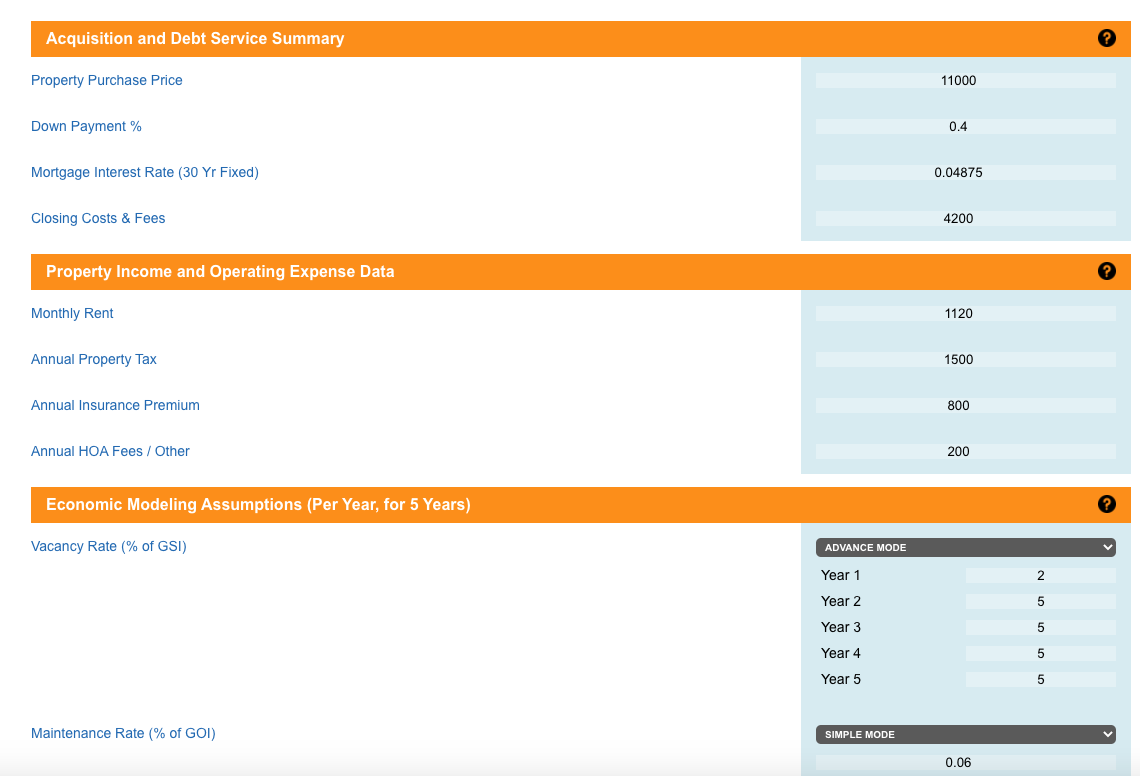 Acquisition and Debt Service Summary ?
Property Purchase Price 11000
Down Payment % 0.4
Mortgage Interest Rate (30 Yr Fixed) 0.04875
Closing Costs & Fees 4200
Property Income and Operating Expense Data ?
Monthly Rent 1120
Annual Property Tax 1500
Annual Insurance Premium 800
Annual HOA Fees / Other 200
Economic Modeling Assumptions (Per Year, for 5 Years) ?
Vacancy Rate (% of GSI) ADVANCE MODE
Year 1 2
Year 2 5
Year 3 5
Year 4 5
Year 5 5
Maintenance Rate (% of GOI) SIMPLE MODE
0.06